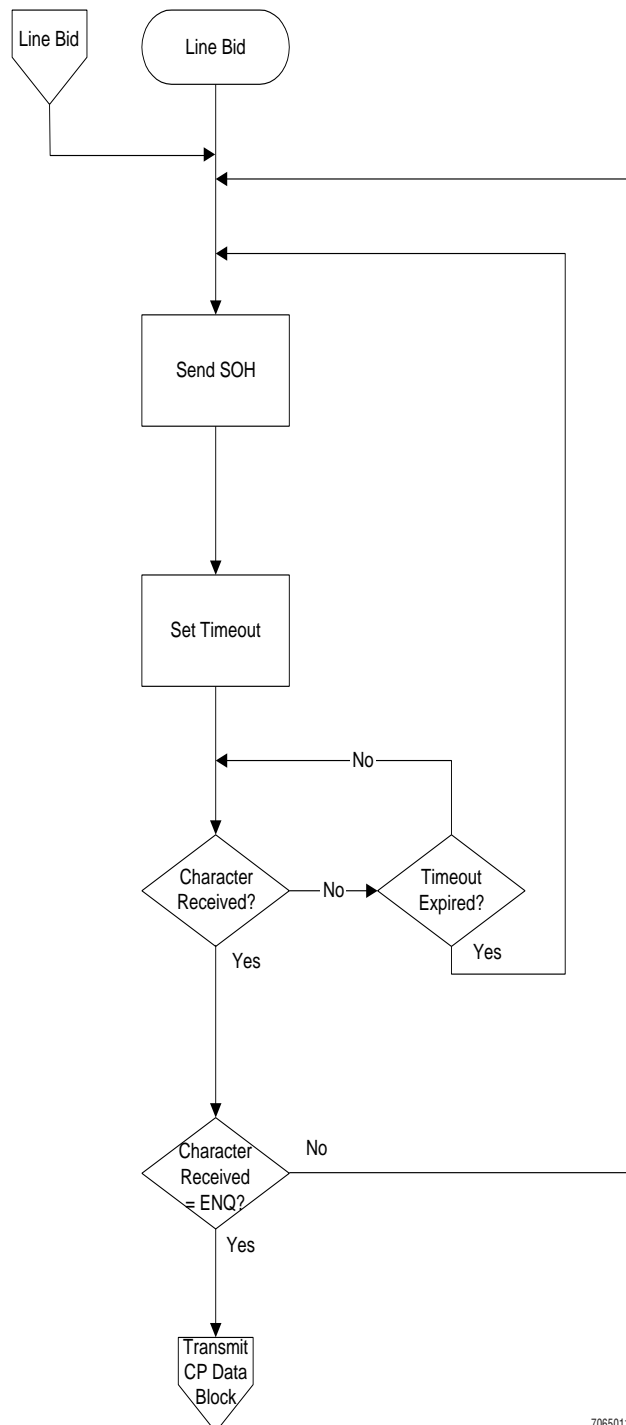 Line Bid
Line Bid
Send SOH
Set Timeout
No
Character
Received?
No
Timeout
Expired?
Yes
Yes
Character
Received
= ENQ?
No
Yes
Transmit
CP Data
Block